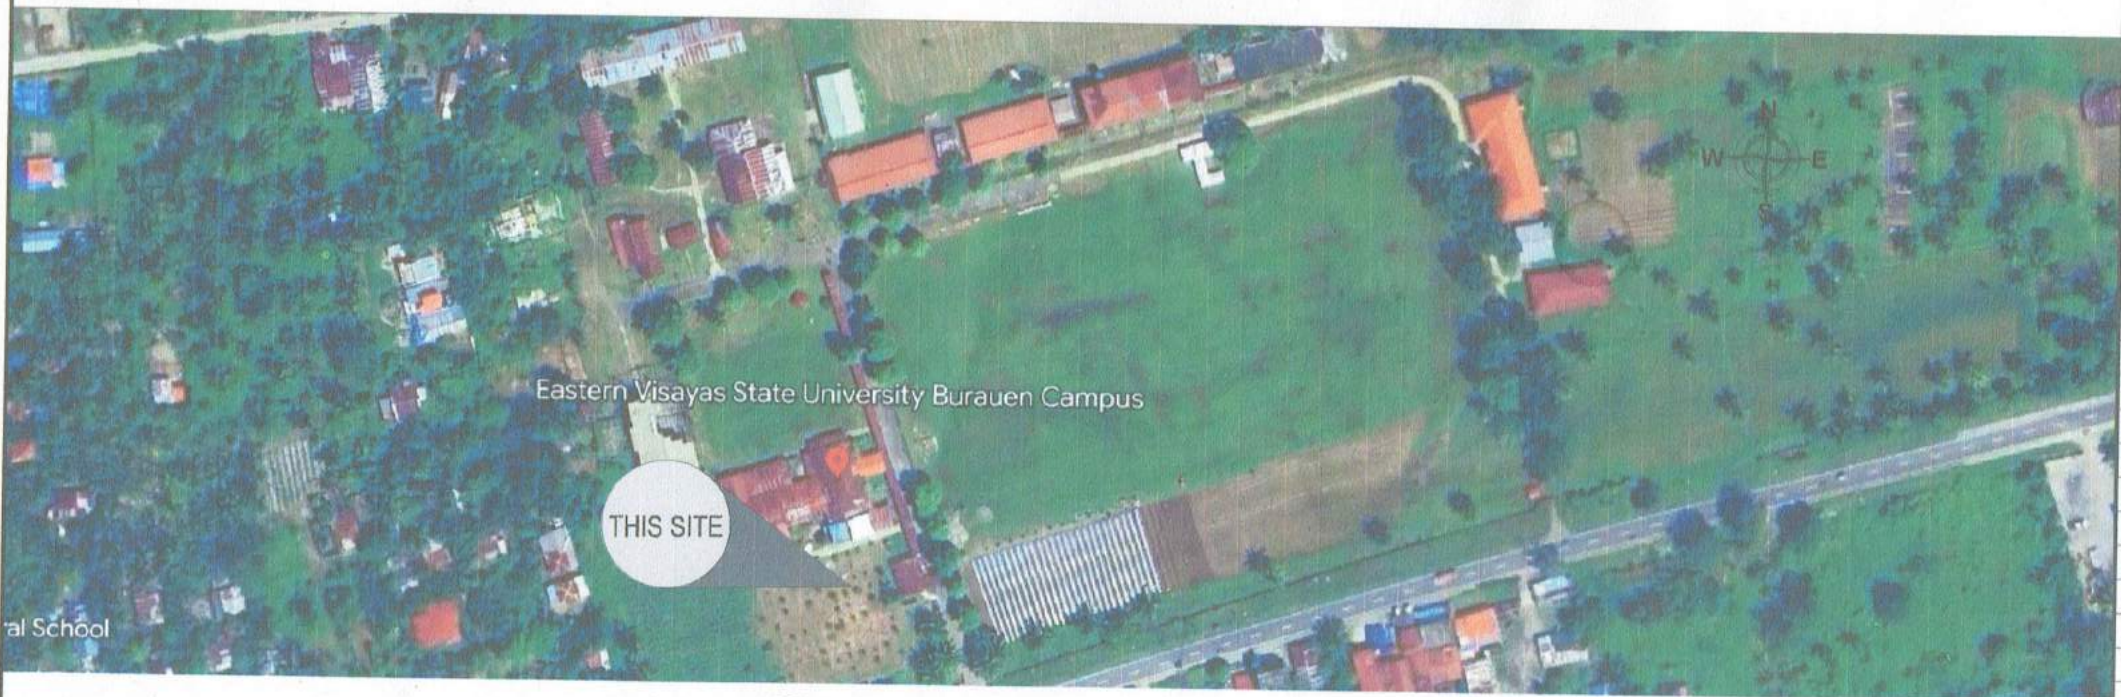 N
W E
S
Eastern Visayas State University Burauen Campus
THIS SITE
al School